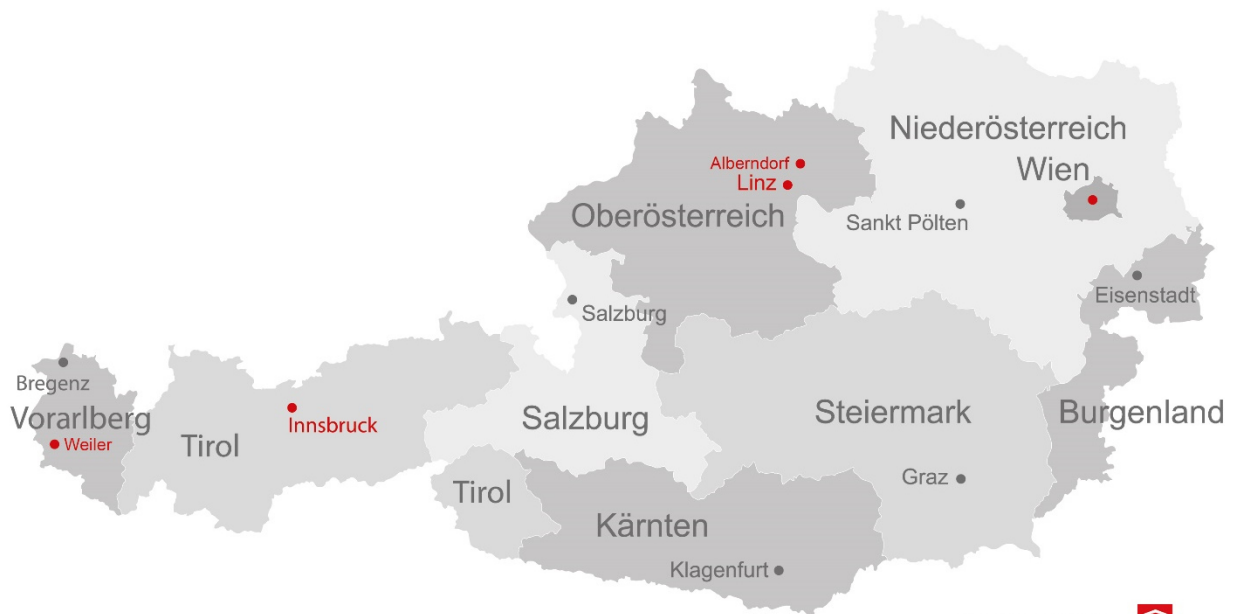 Niederösterreich
Wien
Alberndorf
Linz
Oberösterreich
Sankt Pölten
Eisenstadt
Salzburg
Bregenz
Vorarlberg
Weiler
Innsbruck
Tirol
Salzburg
Steiermark
Burgenland
Tirol
Graz
Kärnten
Klagenfurt